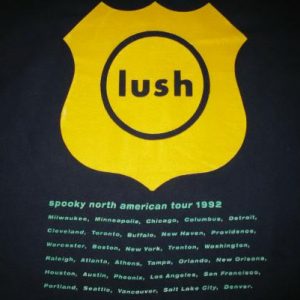 lush
spooky north american tour 1992
Milwaukee, Minneapolis, Chicago, Columbus, Detroit,
Cleveland, Toronto, Buffalo, New Haven, Providence,
Worcester, Boston, New York, Trenton, Washington,
Raleigh, Atlanta, Athens, Tampa, Orlando, New Orleans,
Houston, Austin, Phoenix, Los Angeles, San Francisco,
Portland, Seattle, Vancouver, Salt Lake City, Denver.